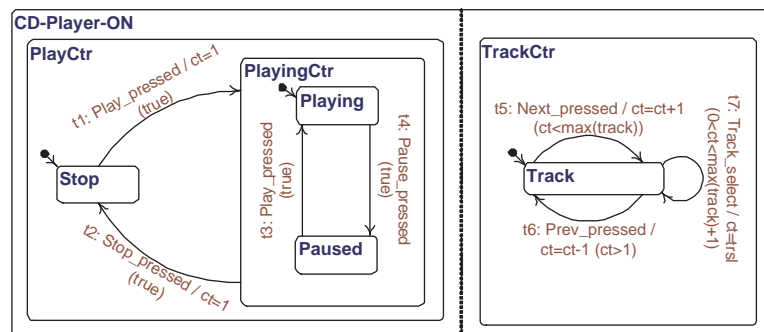 CD-Player-ON
PlayCtr
t1: Play_pressed / ct=1
(true)
Stop
t2: Stop_pressed / ct=1
(true)
PlayingCtr
Playing
t3: Play_pressed
(true)
t4: Pause_pressed
(true)
Paused
TrackCtr
t5: Next_pressed / ct=ct+1
(ct<max(track))
Track
t6: Prev_pressed /
ct=ct-1 (ct>1)
t7: Track_select / ct=trsl
(0<ct<max(track)+1)